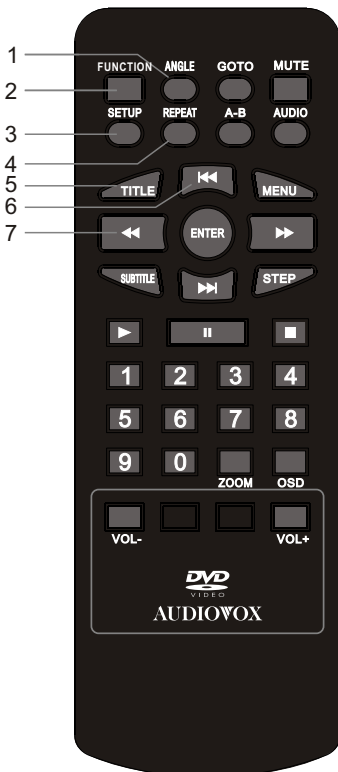 1
2
3
4
5
6
7
FUNCTION ANGLE GOTO MUTE
SETUP REPEAT A-B AUDIO
TITLE MENU
ENTER
SUBTITLE STEP
1 2 3 4
5 6 7 8
9 0
ZOOM OSD
VOL- VOL+
DVD
VIDEO
AUDIOVOX